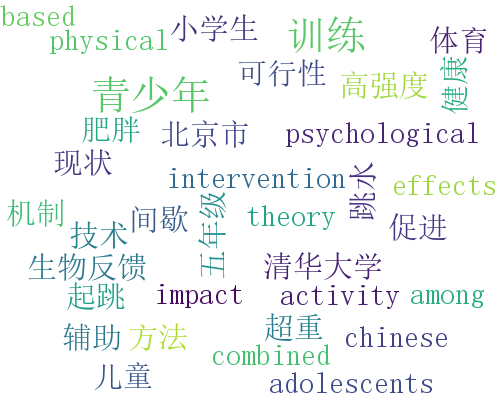 based
physical
小学生
训练
体育
可行性
高强度
健康
青少年
肥胖
北京市
psychological
现状
intervention
跳水
effects
机制
间歇
五年级
theory
促进
技术
生物反馈
清华大学
起跳
impact
activity
among
辅助
方法
超重
chinese
combined
儿童
adolescents